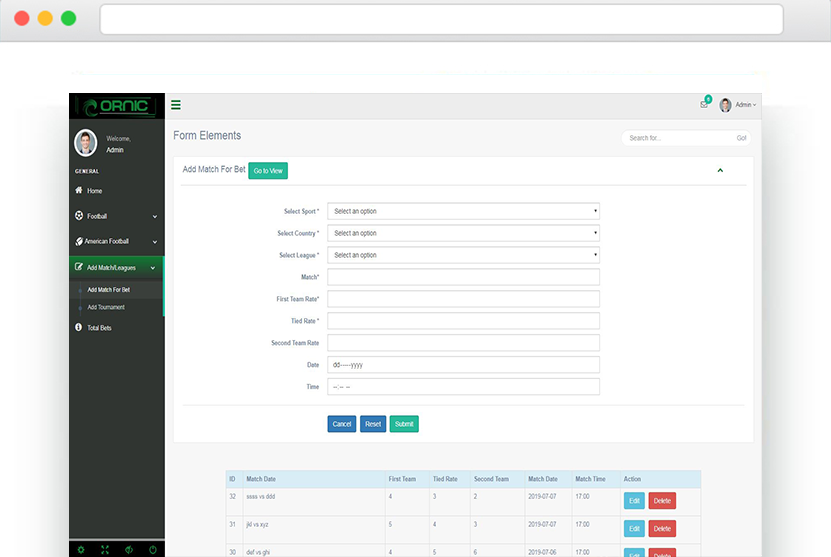 ORNIC
6
Admin
Welcome,
Admin
Form Elements
Search for...
Go!
GENERAL
Home
Football
American Football
Add Match/Leagues
Add Match For Bet
Add Tournament
Total Bets
Add Match For Bet
Go to View
Select Sport *
Select an option
Select Country *
Select an option
Select League *
Select an option
Match*
First Team Rate*
Tied Rate *
Second Team Rate
Date
dd-----yyyy
Time
--:-- --
Cancel Reset Submit
ID Match Date First Team Tied Rate Second Team Match Date Match Time Action
32 ssss vs ddd 4 3 2 2019-07-07 17:00 Edit Delete
31 jkl vs xyz 5 4 3 2019-07-07 17:00 Edit Delete
30 def vs ghi 4 5 6 2019-07-06 17:00 Edit Delete